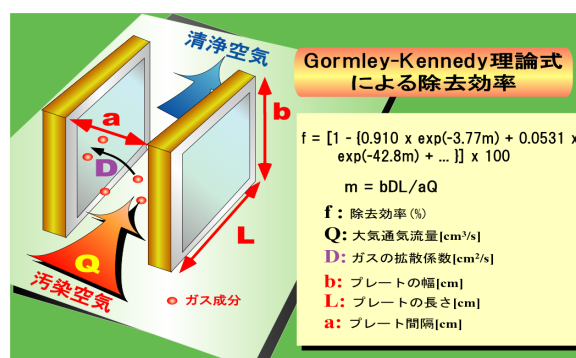 清浄空気
a
b
D
L
Q
汚染空気
ガス成分
Gormley-Kennedy理論式
による除去効率
f = [1 - {0.910 x exp(-3.77m) + 0.0531 x
exp(-42.8m) + ... }] x 100
m = bDL/aQ
f : 除去効率(%)
Q: 大気通気流量[cm³/s]
D: ガスの拡散係数[cm²/s]
b: プレートの幅[cm]
L: プレートの長さ[cm]
a: プレート間隔[cm]